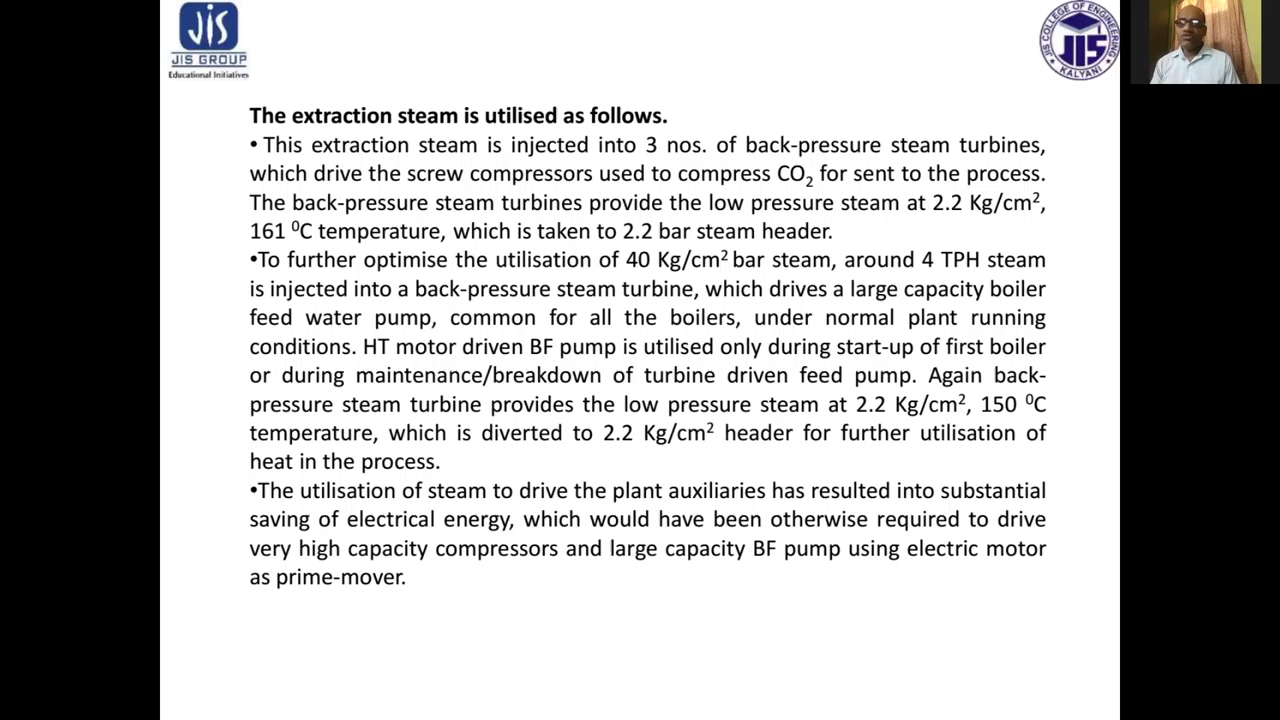 JIS
JIS GROUP
Educational Initiatives
JIS COLLEGE OF ENGINEERING
JIS
KALYANI
The extraction steam is utilised as follows.
• This extraction steam is injected into 3 nos. of back-pressure steam turbines,
which drive the screw compressors used to compress CO₂ for sent to the process.
The back-pressure steam turbines provide the low pressure steam at 2.2 Kg/cm²,
161 ⁰C temperature, which is taken to 2.2 bar steam header.
•To further optimise the utilisation of 40 Kg/cm² bar steam, around 4 TPH steam
is injected into a back-pressure steam turbine, which drives a large capacity boiler
feed water pump, common for all the boilers, under normal plant running
conditions. HT motor driven BF pump is utilised only during start-up of first boiler
or during maintenance/breakdown of turbine driven feed pump. Again back-
pressure steam turbine provides the low pressure steam at 2.2 Kg/cm², 150 ⁰C
temperature, which is diverted to 2.2 Kg/cm² header for further utilisation of
heat in the process.
•The utilisation of steam to drive the plant auxiliaries has resulted into substantial
saving of electrical energy, which would have been otherwise required to drive
very high capacity compressors and large capacity BF pump using electric motor
as prime-mover.